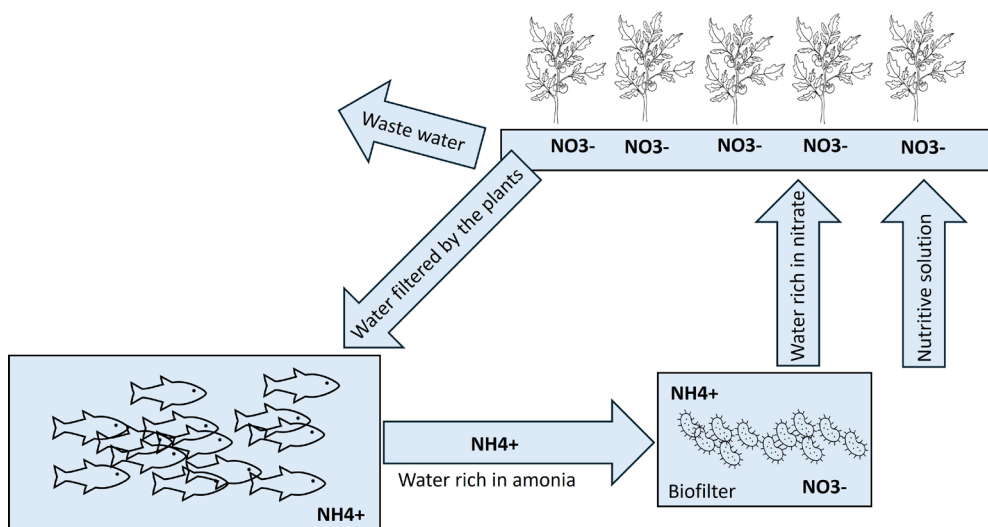 Waste water
NO3- NO3- NO3- NO3- NO3-
Water filtered by the plants
Water rich in nitrate
Nutritive solution
NH4+
NH4+
Water rich in amonia
NH4+
Biofilter
NO3-